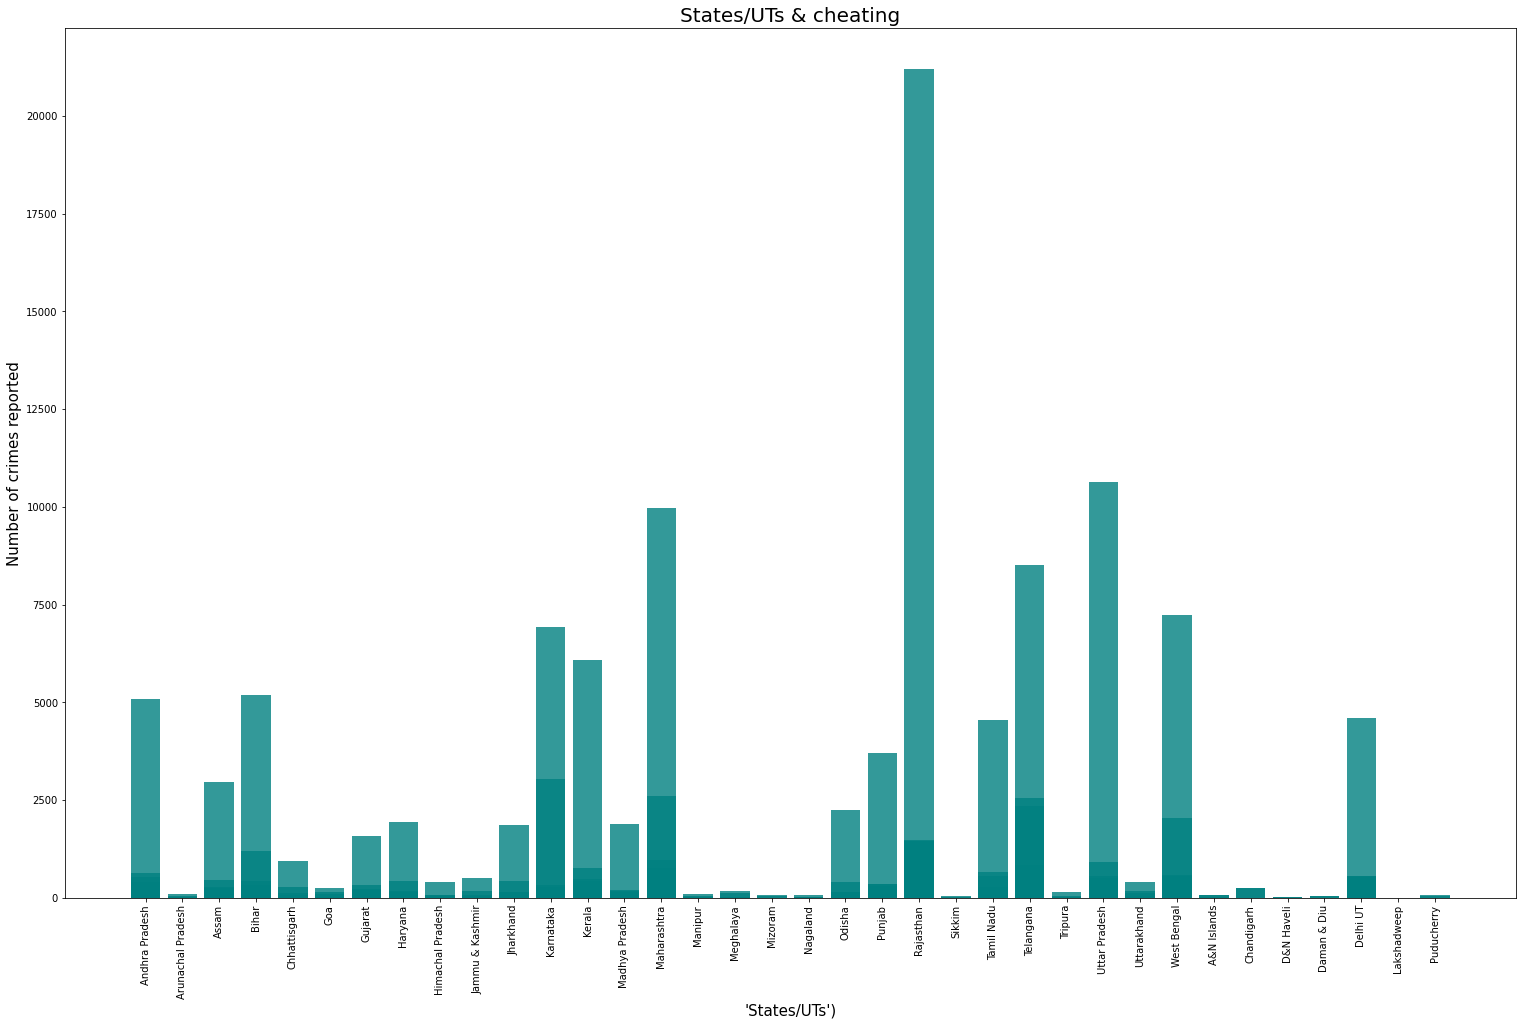 States/UTs & cheating
Number of crimes reported
20000
17500
15000
12500
10000
7500
5000
2500
0
Andhra Pradesh
Arunachal Pradesh
Assam
Bihar
Chhattisgarh
Goa
Gujarat
Haryana
Himachal Pradesh
Jammu & Kashmir
Jharkhand
Karnataka
Kerala
Madhya Pradesh
Maharashtra
Manipur
Meghalaya
Mizoram
Nagaland
Odisha
Punjab
Rajasthan
Sikkim
Tamil Nadu
Telangana
Tripura
Uttar Pradesh
Uttarakhand
West Bengal
A&N Islands
Chandigarh
D&N Haveli
Daman & Diu
Delhi UT
Lakshadweep
Puducherry
'States/UTs')